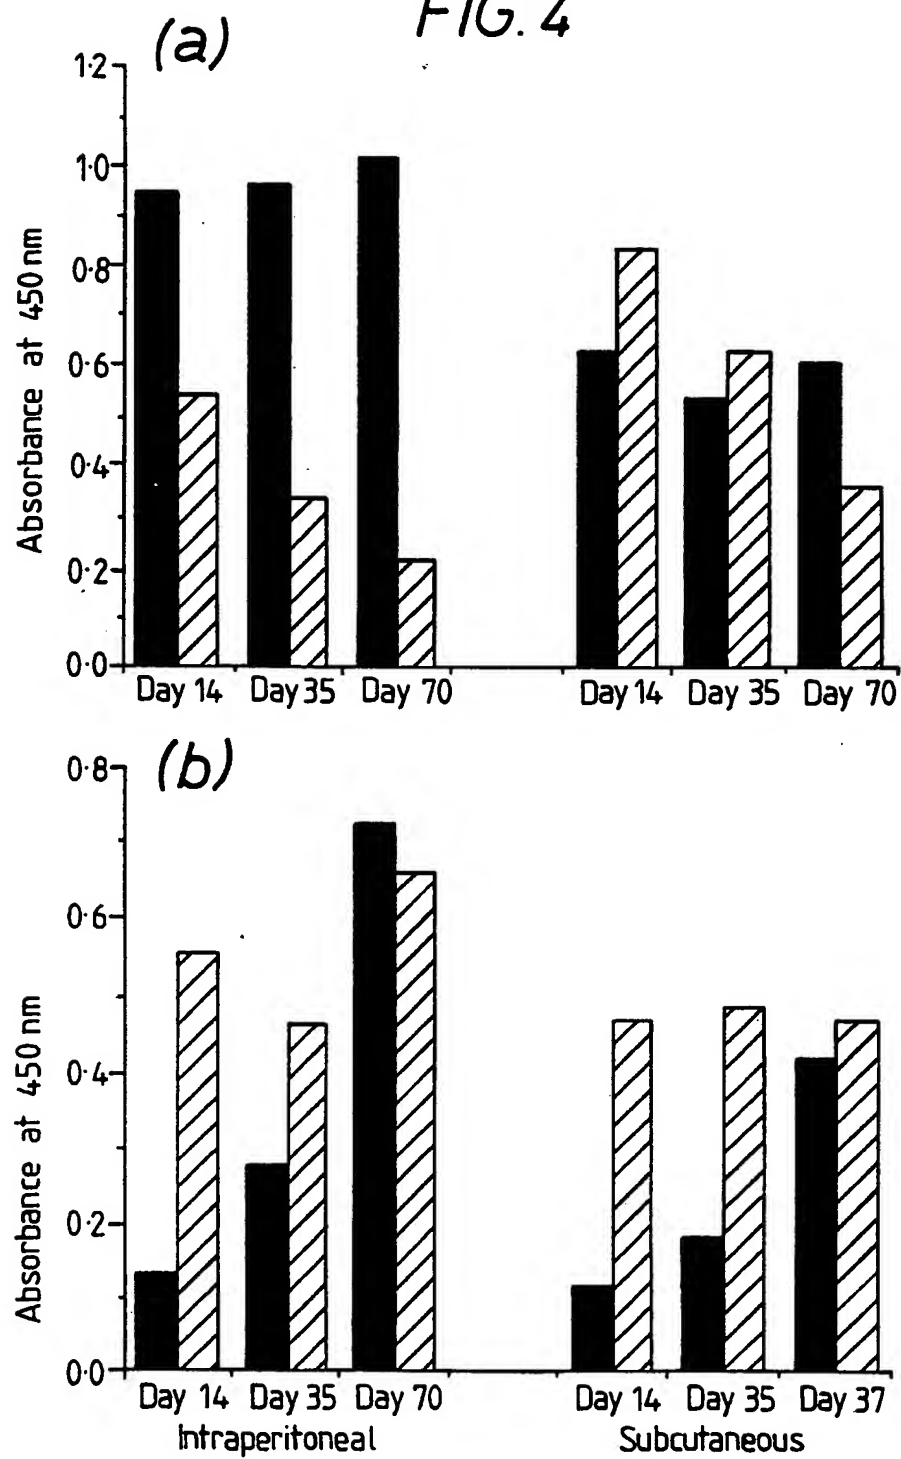 FIG. 4
(a)
Absorbance at 450 nm
1·2
1·0
0·8
0·6
0·4
0·2
0·0
Day 14 Day 35 Day 70 Day 14 Day 35 Day 70
(b)
Absorbance at 450 nm
0·8
0·6
0·4
0·2
0·0
Day 14 Day 35 Day 70 Day 14 Day 35 Day 37
Intraperitoneal Subcutaneous